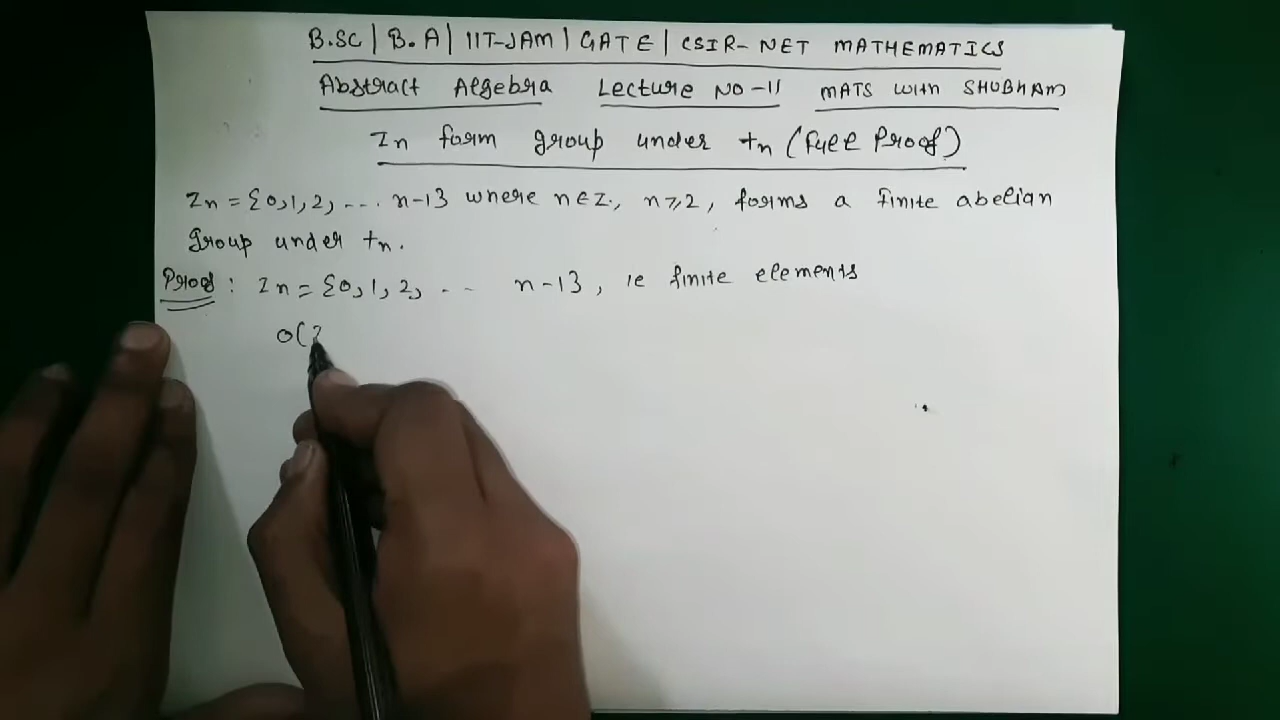 B.SC | B.A | IIT-JAM | GATE | CSIR-NET MATHEMATICS
Abstract Algebra Lecture NO-11 MATS with SHUBHAM
Zn form group under +n (Full Proof)
Zn = {0,1,2, ... n-1} where n∈Z, n≥2, forms a finite abelian
group under +n.
Proof : Zn = {0,1,2, .. n-1}, ie finite elements
O(Z